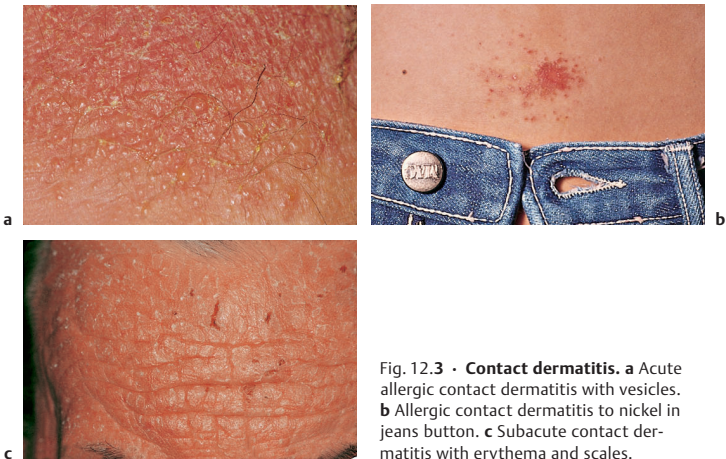 a
b
c
Fig. 12.3 · Contact dermatitis. a Acute
allergic contact dermatitis with vesicles.
b Allergic contact dermatitis to nickel in
jeans button. c Subacute contact der-
matitis with erythema and scales.